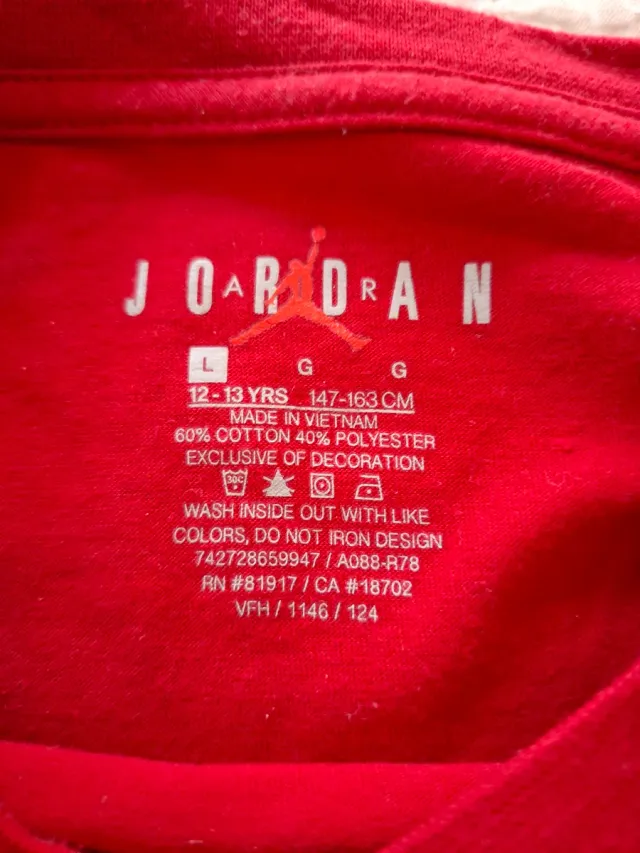 JORDAN
AIR
L G G
12-13 YRS 147-163 CM
MADE IN VIETNAM
60% COTTON 40% POLYESTER
EXCLUSIVE OF DECORATION
30C
WASH INSIDE OUT WITH LIKE
COLORS, DO NOT IRON DESIGN
742728659947 / A088-R78
RN #81917 / CA #18702
VFH / 1146 / 124